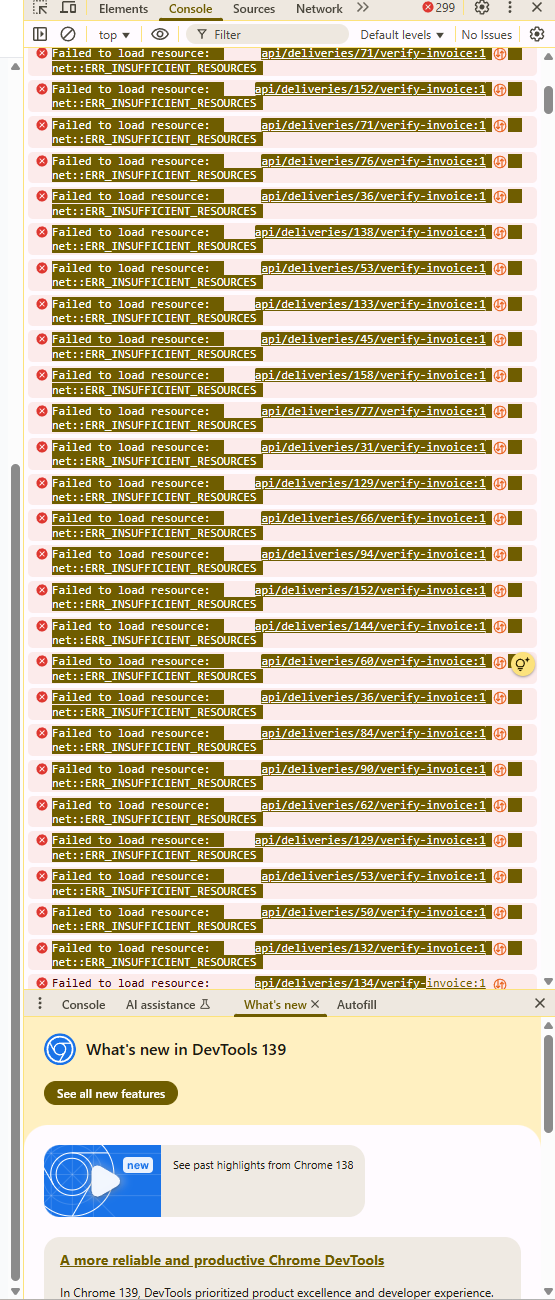 Elements Console Sources Network 299
top Filter Default levels No Issues
Failed to load resource: api/deliveries/71/verify-invoice:1
net::ERR_INSUFFICIENT_RESOURCES
Failed to load resource: api/deliveries/152/verify-invoice:1
net::ERR_INSUFFICIENT_RESOURCES
Failed to load resource: api/deliveries/71/verify-invoice:1
net::ERR_INSUFFICIENT_RESOURCES
Failed to load resource: api/deliveries/76/verify-invoice:1
net::ERR_INSUFFICIENT_RESOURCES
Failed to load resource: api/deliveries/36/verify-invoice:1
net::ERR_INSUFFICIENT_RESOURCES
Failed to load resource: api/deliveries/138/verify-invoice:1
net::ERR_INSUFFICIENT_RESOURCES
Failed to load resource: api/deliveries/53/verify-invoice:1
net::ERR_INSUFFICIENT_RESOURCES
Failed to load resource: api/deliveries/133/verify-invoice:1
net::ERR_INSUFFICIENT_RESOURCES
Failed to load resource: api/deliveries/45/verify-invoice:1
net::ERR_INSUFFICIENT_RESOURCES
Failed to load resource: api/deliveries/158/verify-invoice:1
net::ERR_INSUFFICIENT_RESOURCES
Failed to load resource: api/deliveries/77/verify-invoice:1
net::ERR_INSUFFICIENT_RESOURCES
Failed to load resource: api/deliveries/31/verify-invoice:1
net::ERR_INSUFFICIENT_RESOURCES
Failed to load resource: api/deliveries/129/verify-invoice:1
net::ERR_INSUFFICIENT_RESOURCES
Failed to load resource: api/deliveries/66/verify-invoice:1
net::ERR_INSUFFICIENT_RESOURCES
Failed to load resource: api/deliveries/94/verify-invoice:1
net::ERR_INSUFFICIENT_RESOURCES
Failed to load resource: api/deliveries/152/verify-invoice:1
net::ERR_INSUFFICIENT_RESOURCES
Failed to load resource: api/deliveries/144/verify-invoice:1
net::ERR_INSUFFICIENT_RESOURCES
Failed to load resource: api/deliveries/60/verify-invoice:1
net::ERR_INSUFFICIENT_RESOURCES
Failed to load resource: api/deliveries/36/verify-invoice:1
net::ERR_INSUFFICIENT_RESOURCES
Failed to load resource: api/deliveries/84/verify-invoice:1
net::ERR_INSUFFICIENT_RESOURCES
Failed to load resource: api/deliveries/90/verify-invoice:1
net::ERR_INSUFFICIENT_RESOURCES
Failed to load resource: api/deliveries/62/verify-invoice:1
net::ERR_INSUFFICIENT_RESOURCES
Failed to load resource: api/deliveries/129/verify-invoice:1
net::ERR_INSUFFICIENT_RESOURCES
Failed to load resource: api/deliveries/53/verify-invoice:1
net::ERR_INSUFFICIENT_RESOURCES
Failed to load resource: api/deliveries/50/verify-invoice:1
net::ERR_INSUFFICIENT_RESOURCES
Failed to load resource: api/deliveries/132/verify-invoice:1
net::ERR_INSUFFICIENT_RESOURCES
Failed to load resource: api/deliveries/134/verify-invoice:1
Console AI assistance What's new Autofill
What's new in DevTools 139
See all new features
new
See past highlights from Chrome 138
A more reliable and productive Chrome DevTools
In Chrome 139, DevTools prioritized product excellence and developer experience.